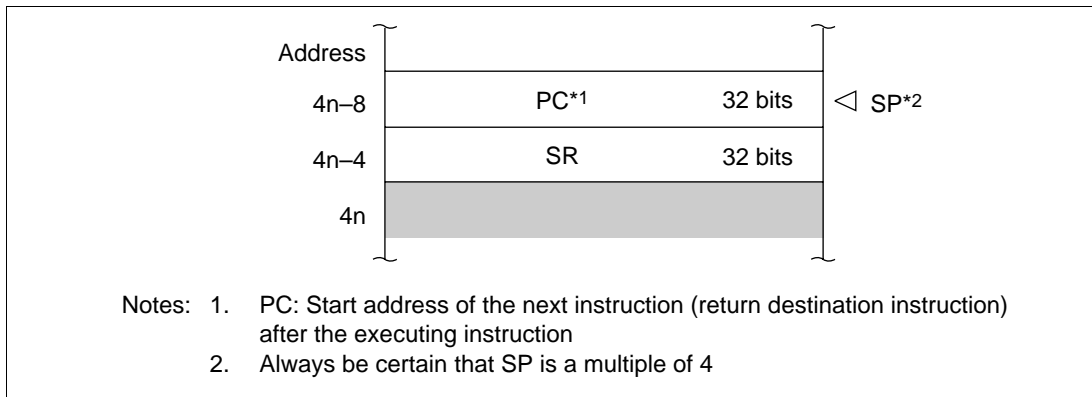 Address
4n–8 PC*1 32 bits SP*2
4n–4 SR 32 bits
4n
Notes: 1. PC: Start address of the next instruction (return destination instruction)
after the executing instruction
2. Always be certain that SP is a multiple of 4